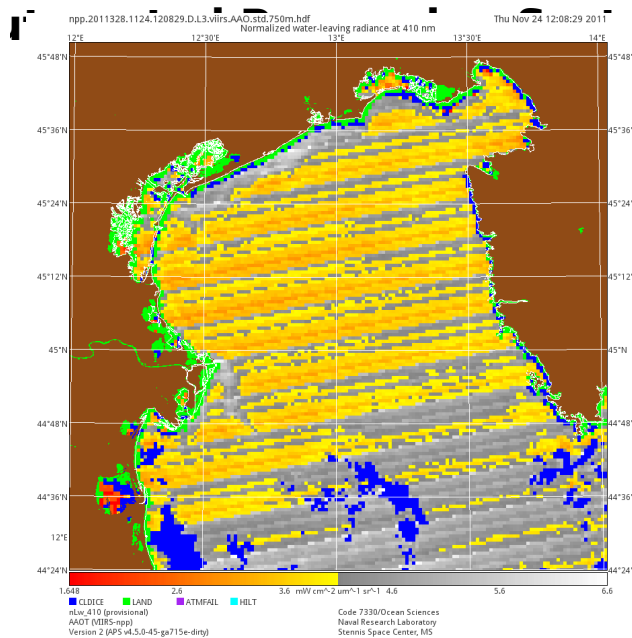 npp.2011328.1124.120829.D.L3.viirs.AAO.std.750m.hdf
Thu Nov 24 12:08:29 2011
Normalized water-leaving radiance at 410 nm
12°E 12°30' 13°E 13°30' 14°E
45°48'N 45°48'N
45°36'N 45°36'N
45°24'N 45°24'N
45°12'N 45°12'N
45°N 45°N
44°48'N 44°48'N
44°36'N 44°36'N
12°E
44°24'N 44°24'N
1.648 2.6 3.6 mW cm^-2 um^-1 sr^-1 4.6 5.6 6.6
CLDICE LAND ATMFAIL HILT
nLw_410 (provisional)
AAOT (VIIRS-npp)
Version 2 (APS v4.5.0-45-ga715e-dirty)
Code 7330/Ocean Sciences
Naval Research Laboratory
Stennis Space Center, MS